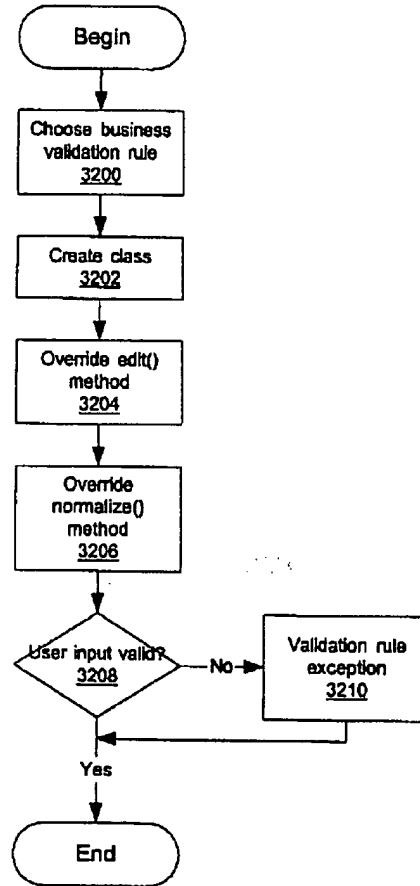 Begin
Choose business
validation rule
3200
Create class
3202
Override edit()
method
3204
Override
normalize()
method
3206
User input valid?
3208
No
Validation rule
exception
3210
Yes
End